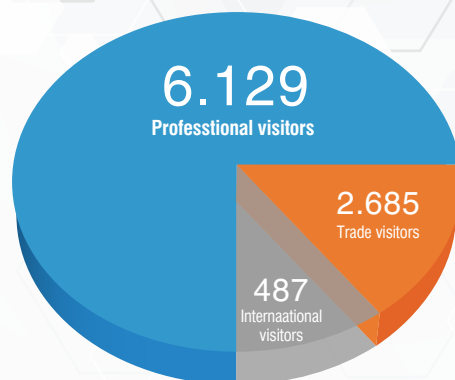 6.129
Professtional visitors
2.685
Trade visitors
487
Internaational
visitors